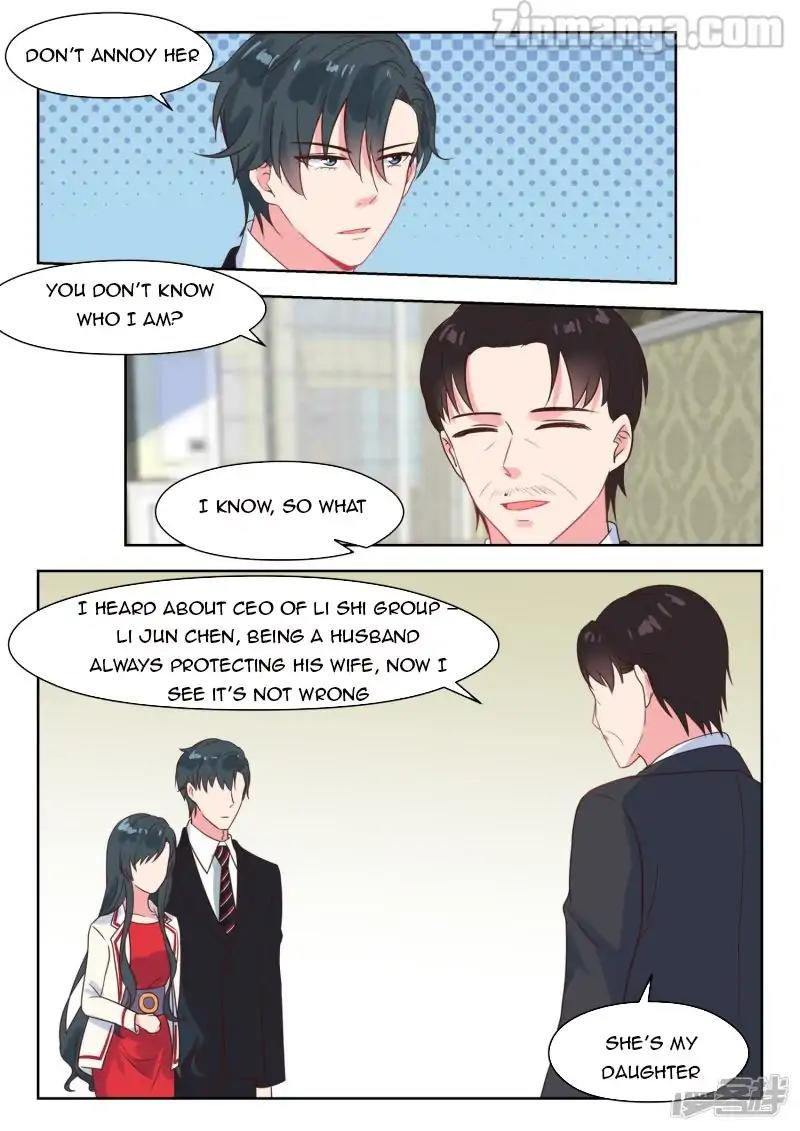 Zinmanga.com
DON'T ANNOY HER
YOU DON'T KNOW
WHO I AM?
I KNOW, SO WHAT
I HEARD ABOUT CEO OF LI SHI GROUP –
LI JUN CHEN, BEING A HUSBAND
ALWAYS PROTECTING HIS WIFE, NOW I
SEE IT'S NOT WRONG
SHE'S MY
DAUGHTER